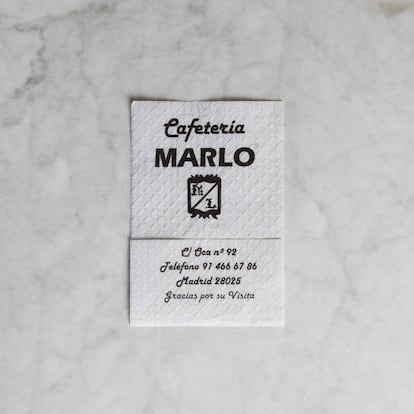 Cafetería
MARLO
M
L
C/ Oca nº 92
Teléfono 91 466 67 86
Madrid 28025
Gracias por su Visita